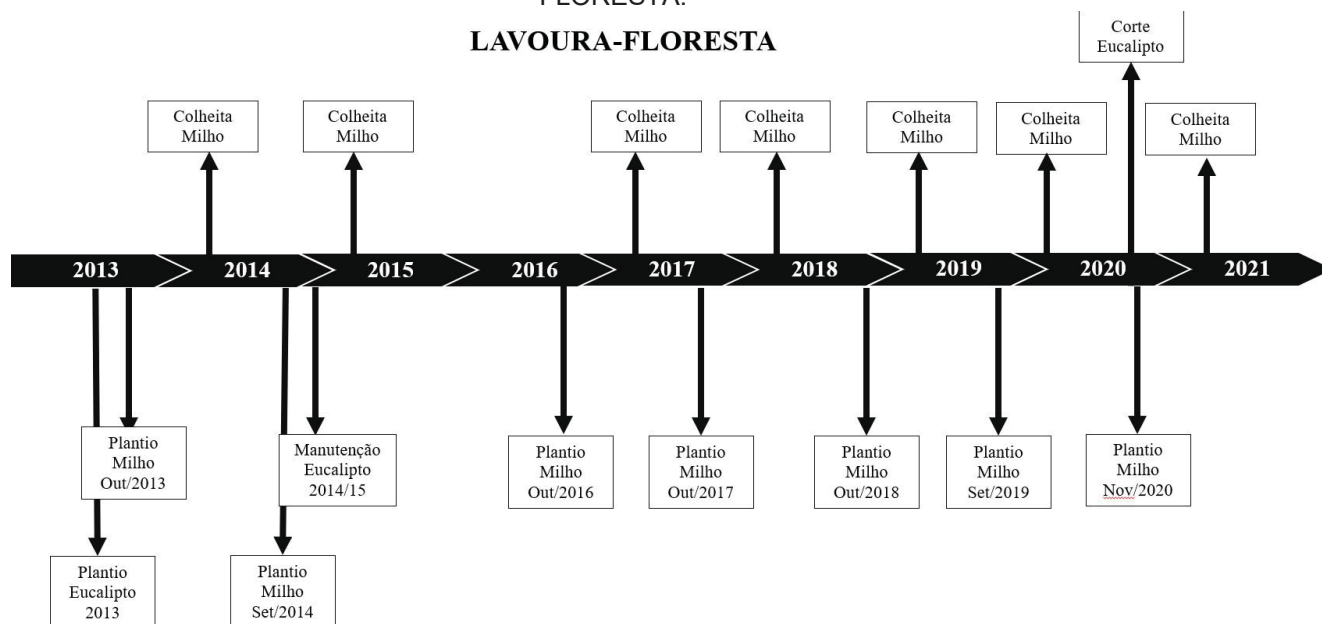 FLORESTA.
LAVOURA-FLORESTA
Corte
Eucalipto
Colheita
Milho
Colheita
Milho
Colheita
Milho
Colheita
Milho
Colheita
Milho
Colheita
Milho
Colheita
Milho
2013
2014
2015
2016
2017
2018
2019
2020
2021
Plantio
Milho
Out/2013
Manutenção
Eucalipto
2014/15
Plantio
Milho
Out/2016
Plantio
Milho
Out/2017
Plantio
Milho
Out/2018
Plantio
Milho
Set/2019
Plantio
Milho
Nov/2020
Plantio
Eucalipto
2013
Plantio
Milho
Set/2014